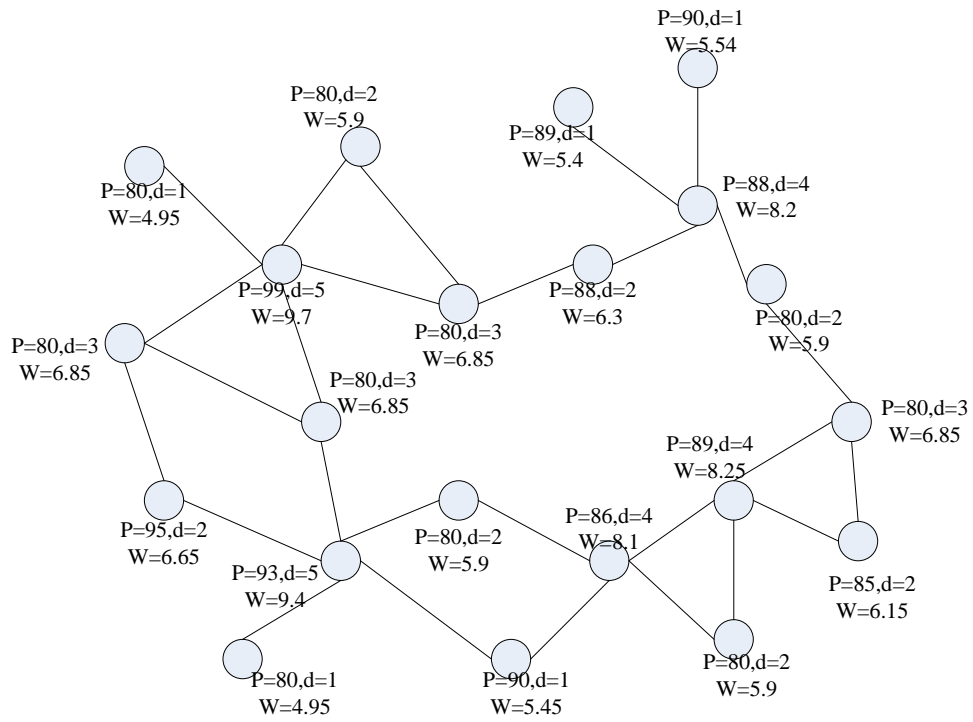 P=90,d=1
W=5.54
P=80,d=2
W=5.9
P=89,d=1
W=5.4
P=80,d=1
W=4.95
P=88,d=4
W=8.2
P=99,d=5
W=9.7
P=88,d=2
W=6.3
P=80,d=2
W=5.9
P=80,d=3
W=6.85
P=80,d=3
W=6.85
P=80,d=3
W=6.85
P=80,d=3
W=6.85
P=89,d=4
W=8.25
P=95,d=2
W=6.65
P=80,d=2
W=5.9
P=86,d=4
W=8.1
P=93,d=5
W=9.4
P=85,d=2
W=6.15
P=80,d=1
W=4.95
P=90,d=1
W=5.45
P=80,d=2
W=5.9